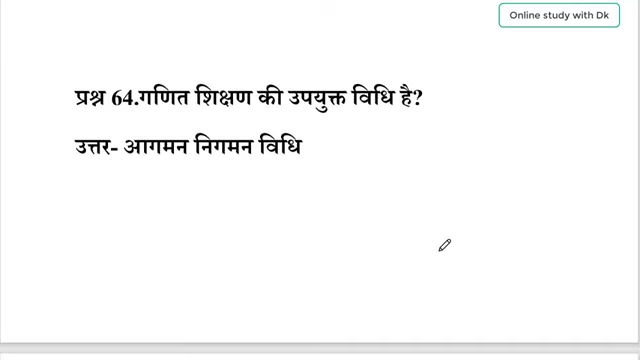 Online study with Dk
प्रश्न 64.गणित शिक्षण की उपयुक्त विधि है?
उत्तर- आगमन निगमन विधि